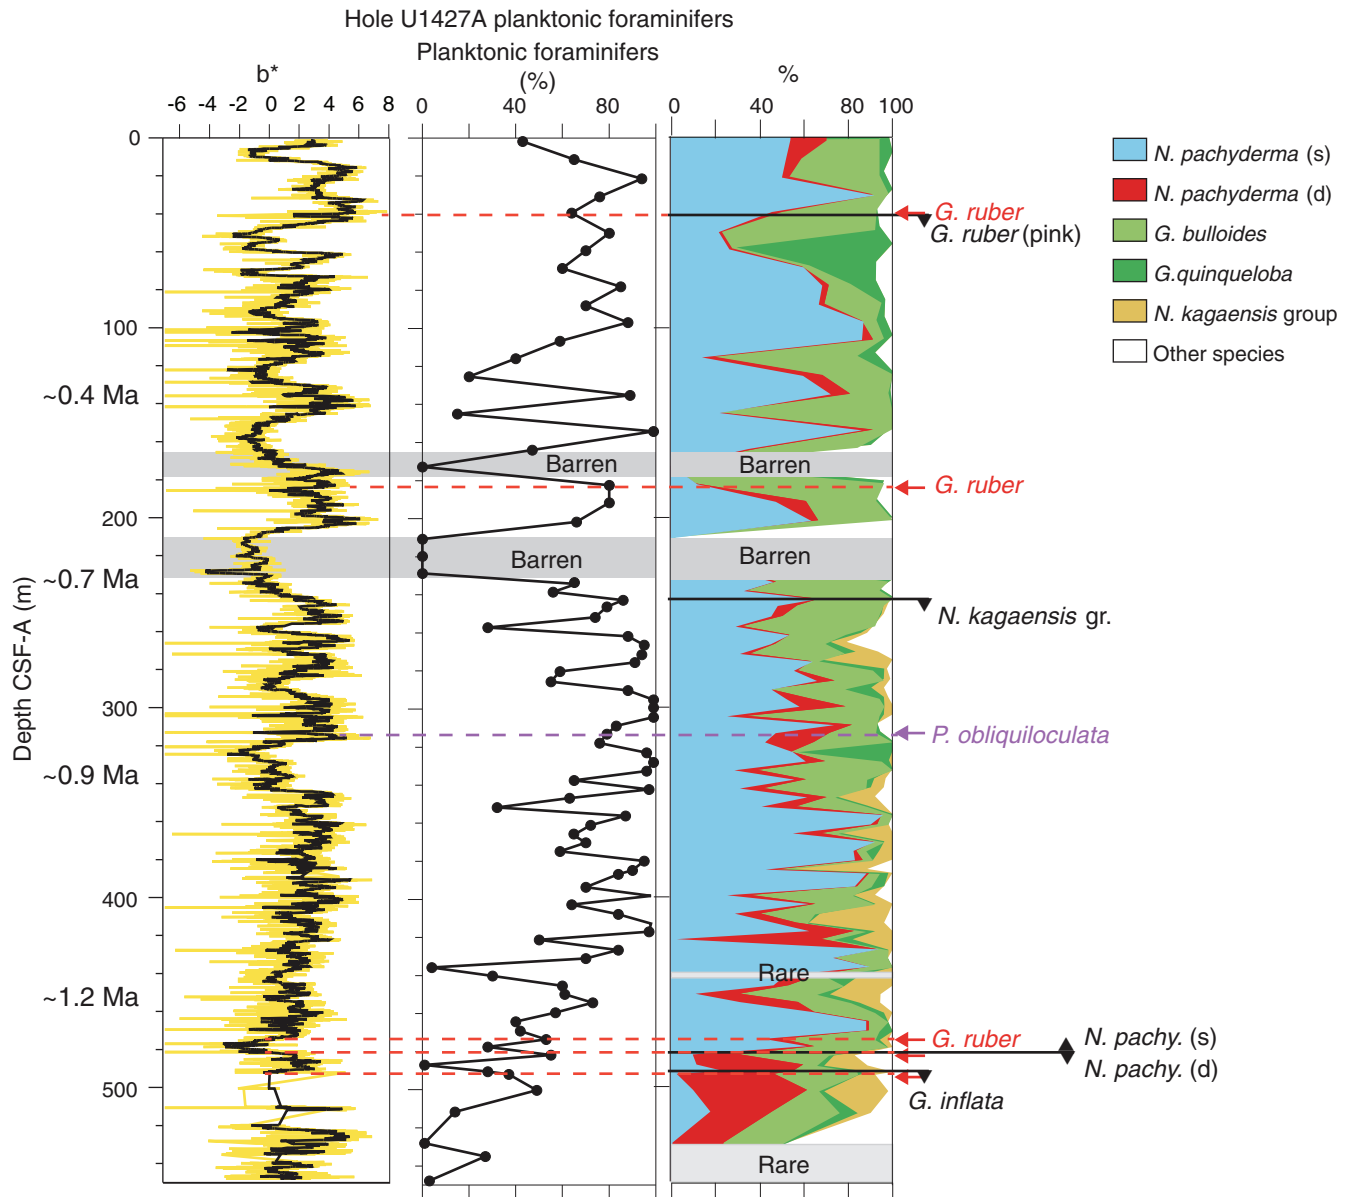 Hole U1427A planktonic foraminifers
Planktonic foraminifers
(%)
b*
%
-6 -4 -2 0 2 4 6 8
0 40 80
0 40 80 100
0
100
~0.4 Ma
200
~0.7 Ma
300
~0.9 Ma
400
~1.2 Ma
500
Depth CSF-A (m)
Barren
Barren
Barren
Barren
Rare
Rare
G. ruber
G. ruber (pink)
G. ruber
N. kagaensis gr.
P. obliquiloculata
G. ruber
N. pachy. (s)
N. pachy. (d)
G. inflata
N. pachyderma (s)
N. pachyderma (d)
G. bulloides
G.quinqueloba
N. kagaensis group
Other species